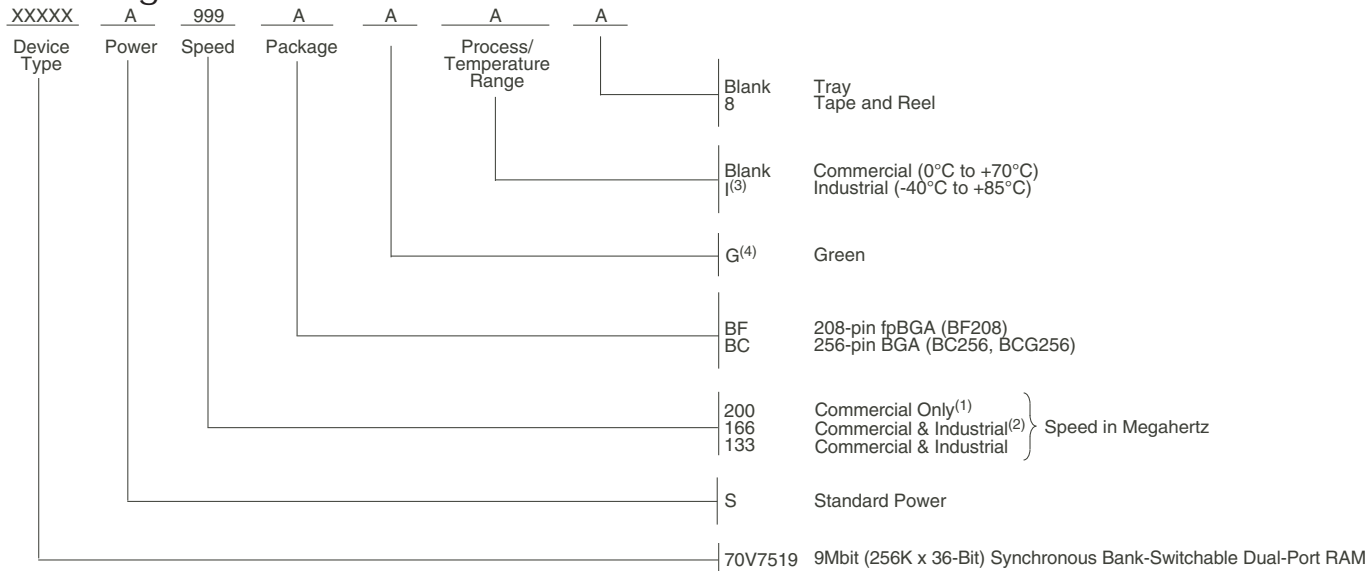 XXXXX A 999 A A A A
Device Type
Power
Speed
Package
Process/
Temperature
Range
Blank Tray
8 Tape and Reel
Blank Commercial (0°C to +70°C)
I(3) Industrial (-40°C to +85°C)
G(4) Green
BF 208-pin fpBGA (BF208)
BC 256-pin BGA (BC256, BCG256)
200 Commercial Only(1)
166 Commercial & Industrial(2)
133 Commercial & Industrial
Speed in Megahertz
S Standard Power
70V7519 9Mbit (256K x 36-Bit) Synchronous Bank-Switchable Dual-Port RAM